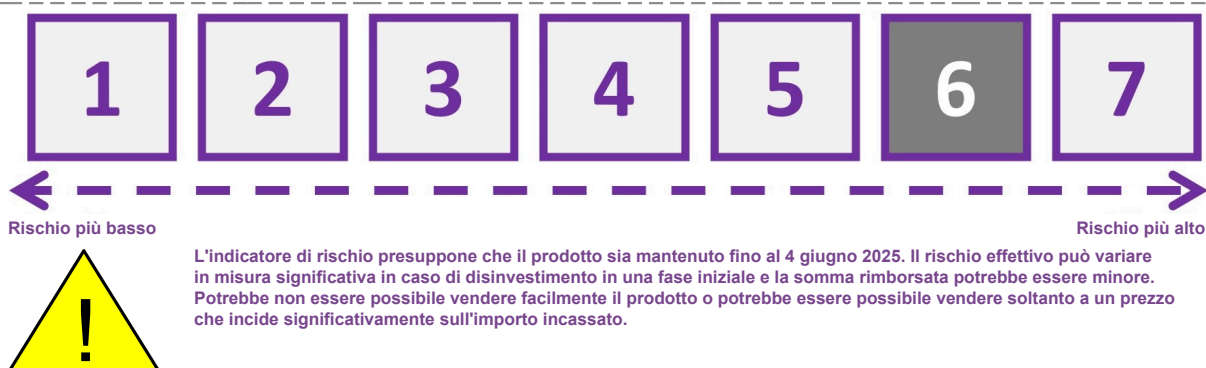 1 2 3 4 5 6 7
Rischio più basso Rischio più alto
L'indicatore di rischio presuppone che il prodotto sia mantenuto fino al 4 giugno 2025. Il rischio effettivo può variare
in misura significativa in caso di disinvestimento in una fase iniziale e la somma rimborsata potrebbe essere minore.
Potrebbe non essere possibile vendere facilmente il prodotto o potrebbe essere possibile vendere soltanto a un prezzo
che incide significativamente sull'importo incassato.
!